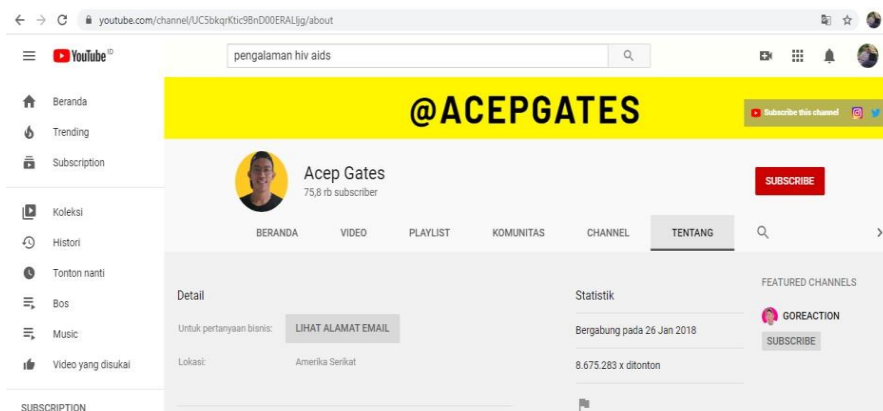 youtube.com/channel/UC5bkqrKtic9BnD00ERALljg/about
YouTube ID
pengalaman hiv aids
Beranda
Trending
Subscription
Koleksi
Histori
Tonton nanti
Bos
Music
Video yang disukai
SUBSCRIPTION
@ACEPGATES
Subscribe this channel
Acep Gates
75,8 rb subscriber
SUBSCRIBE
BERANDA VIDEO PLAYLIST KOMUNITAS CHANNEL TENTANG
Detail
Untuk pertanyaan bisnis: LIHAT ALAMAT EMAIL
Lokasi: Amerika Serikat
Statistik
Bergabung pada 26 Jan 2018
8.675.283 x ditonton
FEATURED CHANNELS
GOREACTION
SUBSCRIBE